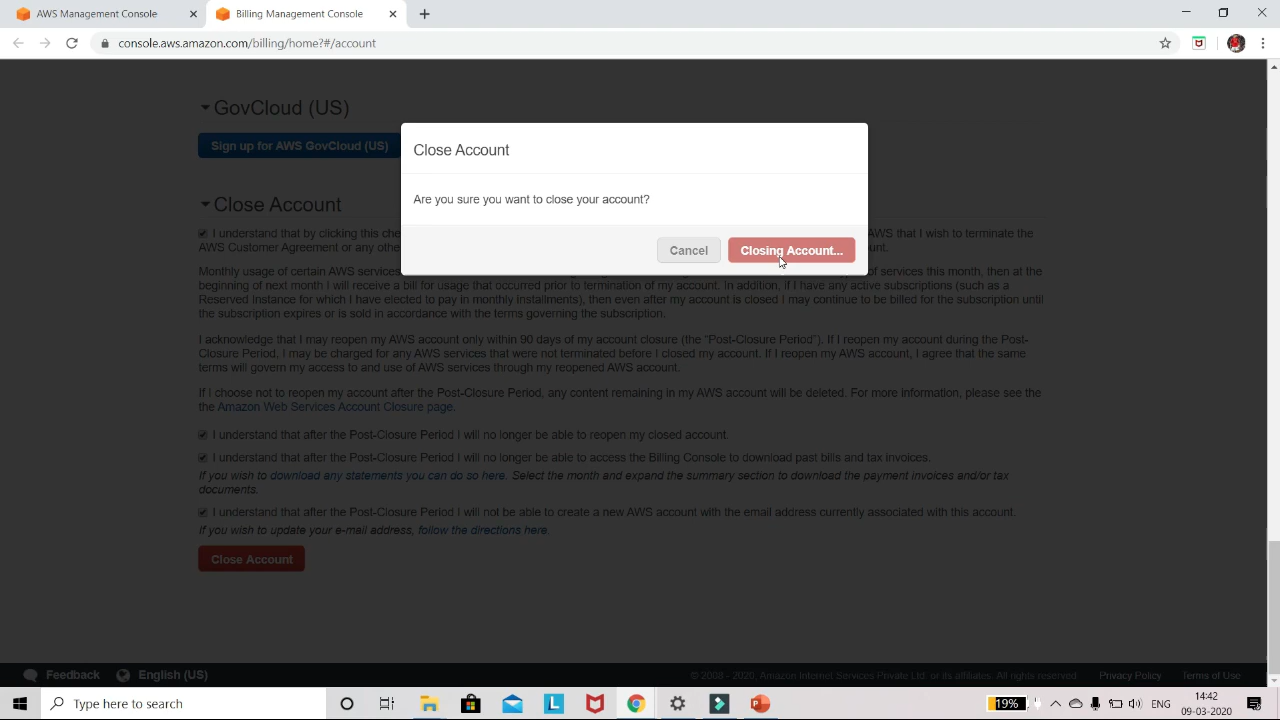 AWS Management Console
Billing Management Console
console.aws.amazon.com/billing/home?#/account
GovCloud (US)
Sign up for AWS GovCloud (US)
Close Account
Are you sure you want to close your account?
Cancel
Closing Account...
Close Account
I understand that by clicking this che AWS that I wish to terminate the
AWS Customer Agreement or any othe unt.
Monthly usage of certain AWS services of services this month, then at the
beginning of next month I will receive a bill for usage that occurred prior to termination of my account. In addition, if I have any active subscriptions (such as a
Reserved Instance for which I have elected to pay in monthly installments), then even after my account is closed I may continue to be billed for the subscription until
the subscription expires or is sold in accordance with the terms governing the subscription.
I acknowledge that I may reopen my AWS account only within 90 days of my account closure (the “Post-Closure Period”). If I reopen my account during the Post-
Closure Period, I may be charged for any AWS services that were not terminated before I closed my account. If I reopen my AWS account, I agree that the same
terms will govern my access to and use of AWS services through my reopened AWS account.
If I choose not to reopen my account after the Post-Closure Period, any content remaining in my AWS account will be deleted. For more information, please see the
the Amazon Web Services Account Closure page.
I understand that after the Post-Closure Period I will no longer be able to reopen my closed account.
I understand that after the Post-Closure Period I will no longer be able to access the Billing Console to download past bills and tax invoices.
If you wish to download any statements you can do so here. Select the month and expand the summary section to download the payment invoices and/or tax
documents.
I understand that after the Post-Closure Period I will not be able to create a new AWS account with the email address currently associated with this account.
If you wish to update your e-mail address, follow the directions here.
Close Account
Feedback
English (US)
© 2008 - 2020, Amazon Internet Services Private Ltd. or its affiliates. All rights reserved.
Privacy Policy
Terms of Use
Type here to search
L
P
19%
ENG
14:42
09-03-2020